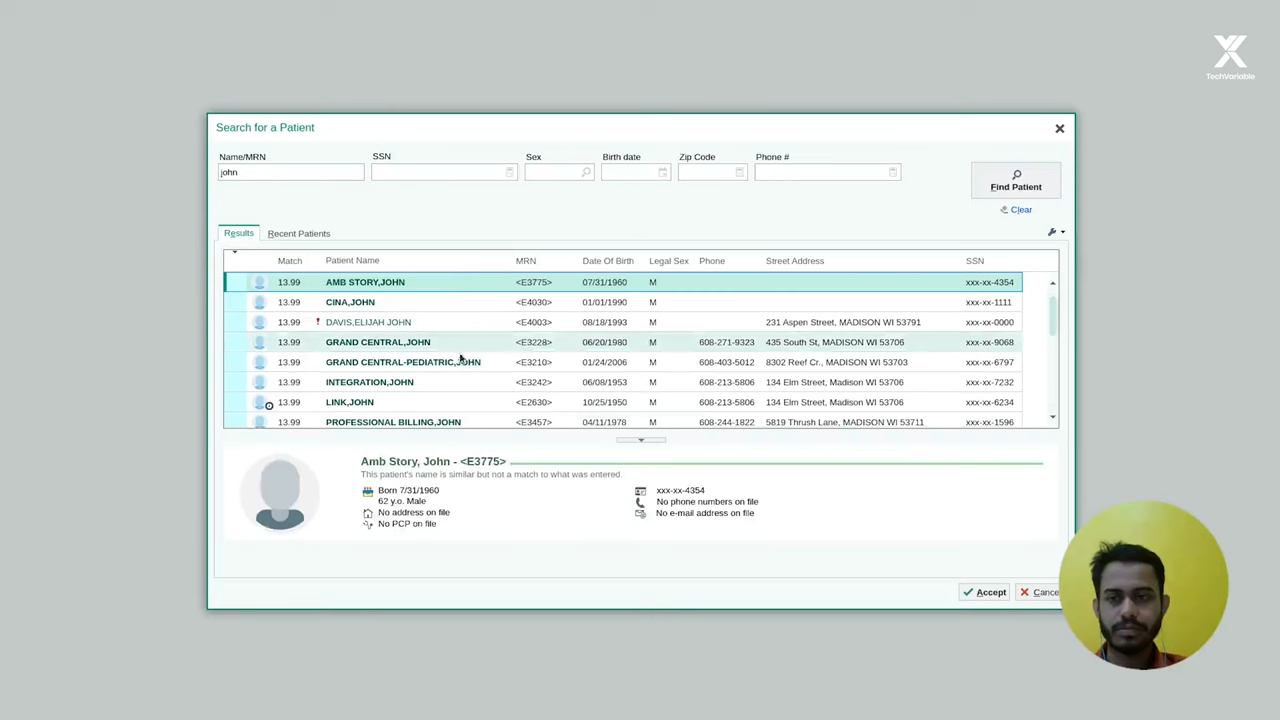 TechVariable
Search for a Patient
Name/MRN SSN Sex Birth date Zip Code Phone #
john
Find Patient
Clear
Results Recent Patients
Match Patient Name MRN Date Of Birth Legal Sex Phone Street Address SSN
13.99 AMB STORY,JOHN <E3775> 07/31/1960 M xxx-xx-4354
13.99 CINA,JOHN <E4030> 01/01/1990 M xxx-xx-1111
13.99 DAVIS,ELIJAH JOHN <E4003> 08/18/1993 M 231 Aspen Street, MADISON WI 53791 xxx-xx-0000
13.99 GRAND CENTRAL,JOHN <E3228> 06/20/1980 M 608-271-9323 435 South St, MADISON WI 53706 xxx-xx-9068
13.99 GRAND CENTRAL-PEDIATRIC,JOHN <E3210> 01/24/2006 M 608-403-5012 8302 Reef Cr., MADISON WI 53703 xxx-xx-6797
13.99 INTEGRATION,JOHN <E3242> 06/08/1953 M 608-213-5806 134 Elm Street, Madison WI 53706 xxx-xx-7232
13.99 LINK,JOHN <E2630> 10/25/1950 M 608-213-5806 134 Elm Street, Madison WI 53706 xxx-xx-6234
13.99 PROFESSIONAL BILLING,JOHN <E3457> 04/11/1978 M 608-244-1822 5819 Thrush Lane, MADISON WI 53711 xxx-xx-1596
Amb Story, John - <E3775>
This patient's name is similar but not a match to what was entered.
Born 7/31/1960 xxx-xx-4354
62 y.o. Male No phone numbers on file
No address on file No e-mail address on file
No PCP on file
Accept Cance